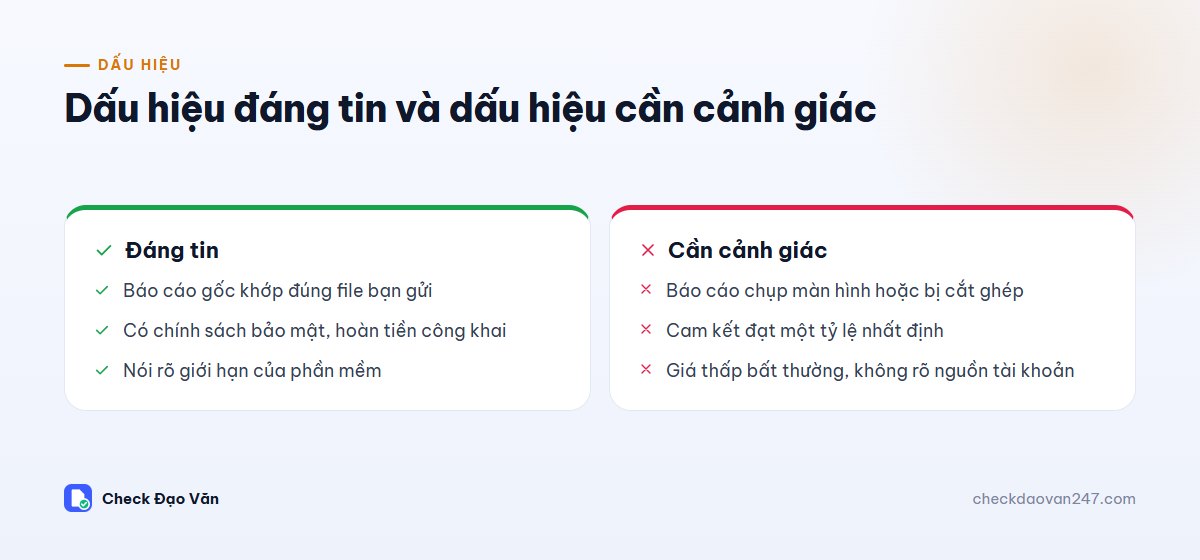 DẤU HIỆU
Dấu hiệu đáng tin và dấu hiệu cần cảnh giác
Đáng tin
Báo cáo gốc khớp đúng file bạn gửi
Có chính sách bảo mật, hoàn tiền công khai
Nói rõ giới hạn của phần mềm
Cần cảnh giác
Báo cáo chụp màn hình hoặc bị cắt ghép
Cam kết đạt một tỷ lệ nhất định
Giá thấp bất thường, không rõ nguồn tài khoản
Check Đạo Văn
checkdaovan247.com